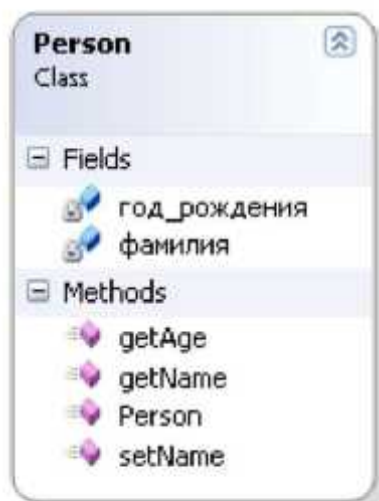 Person
Class
Fields
год_рождения
фамилия
Methods
getAge
getName
Person
setName